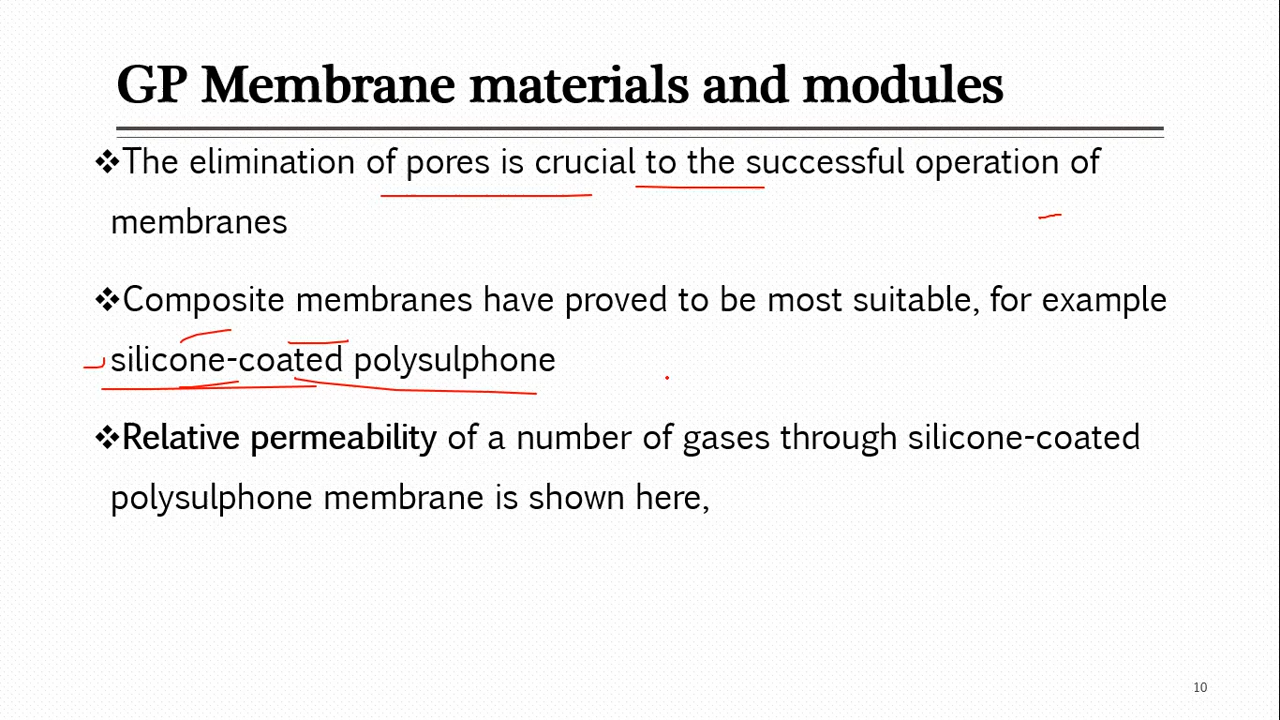 GP Membrane materials and modules
❖The elimination of pores is crucial to the successful operation of
membranes
❖Composite membranes have proved to be most suitable, for example
silicone-coated polysulphone
❖Relative permeability of a number of gases through silicone-coated
polysulphone membrane is shown here,
10